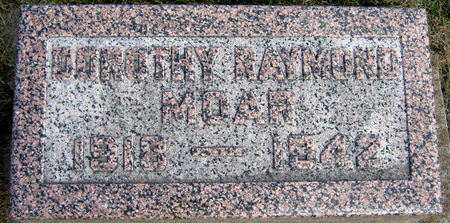 DOROTHY RAYMOND
MOAR
1918 — 1942